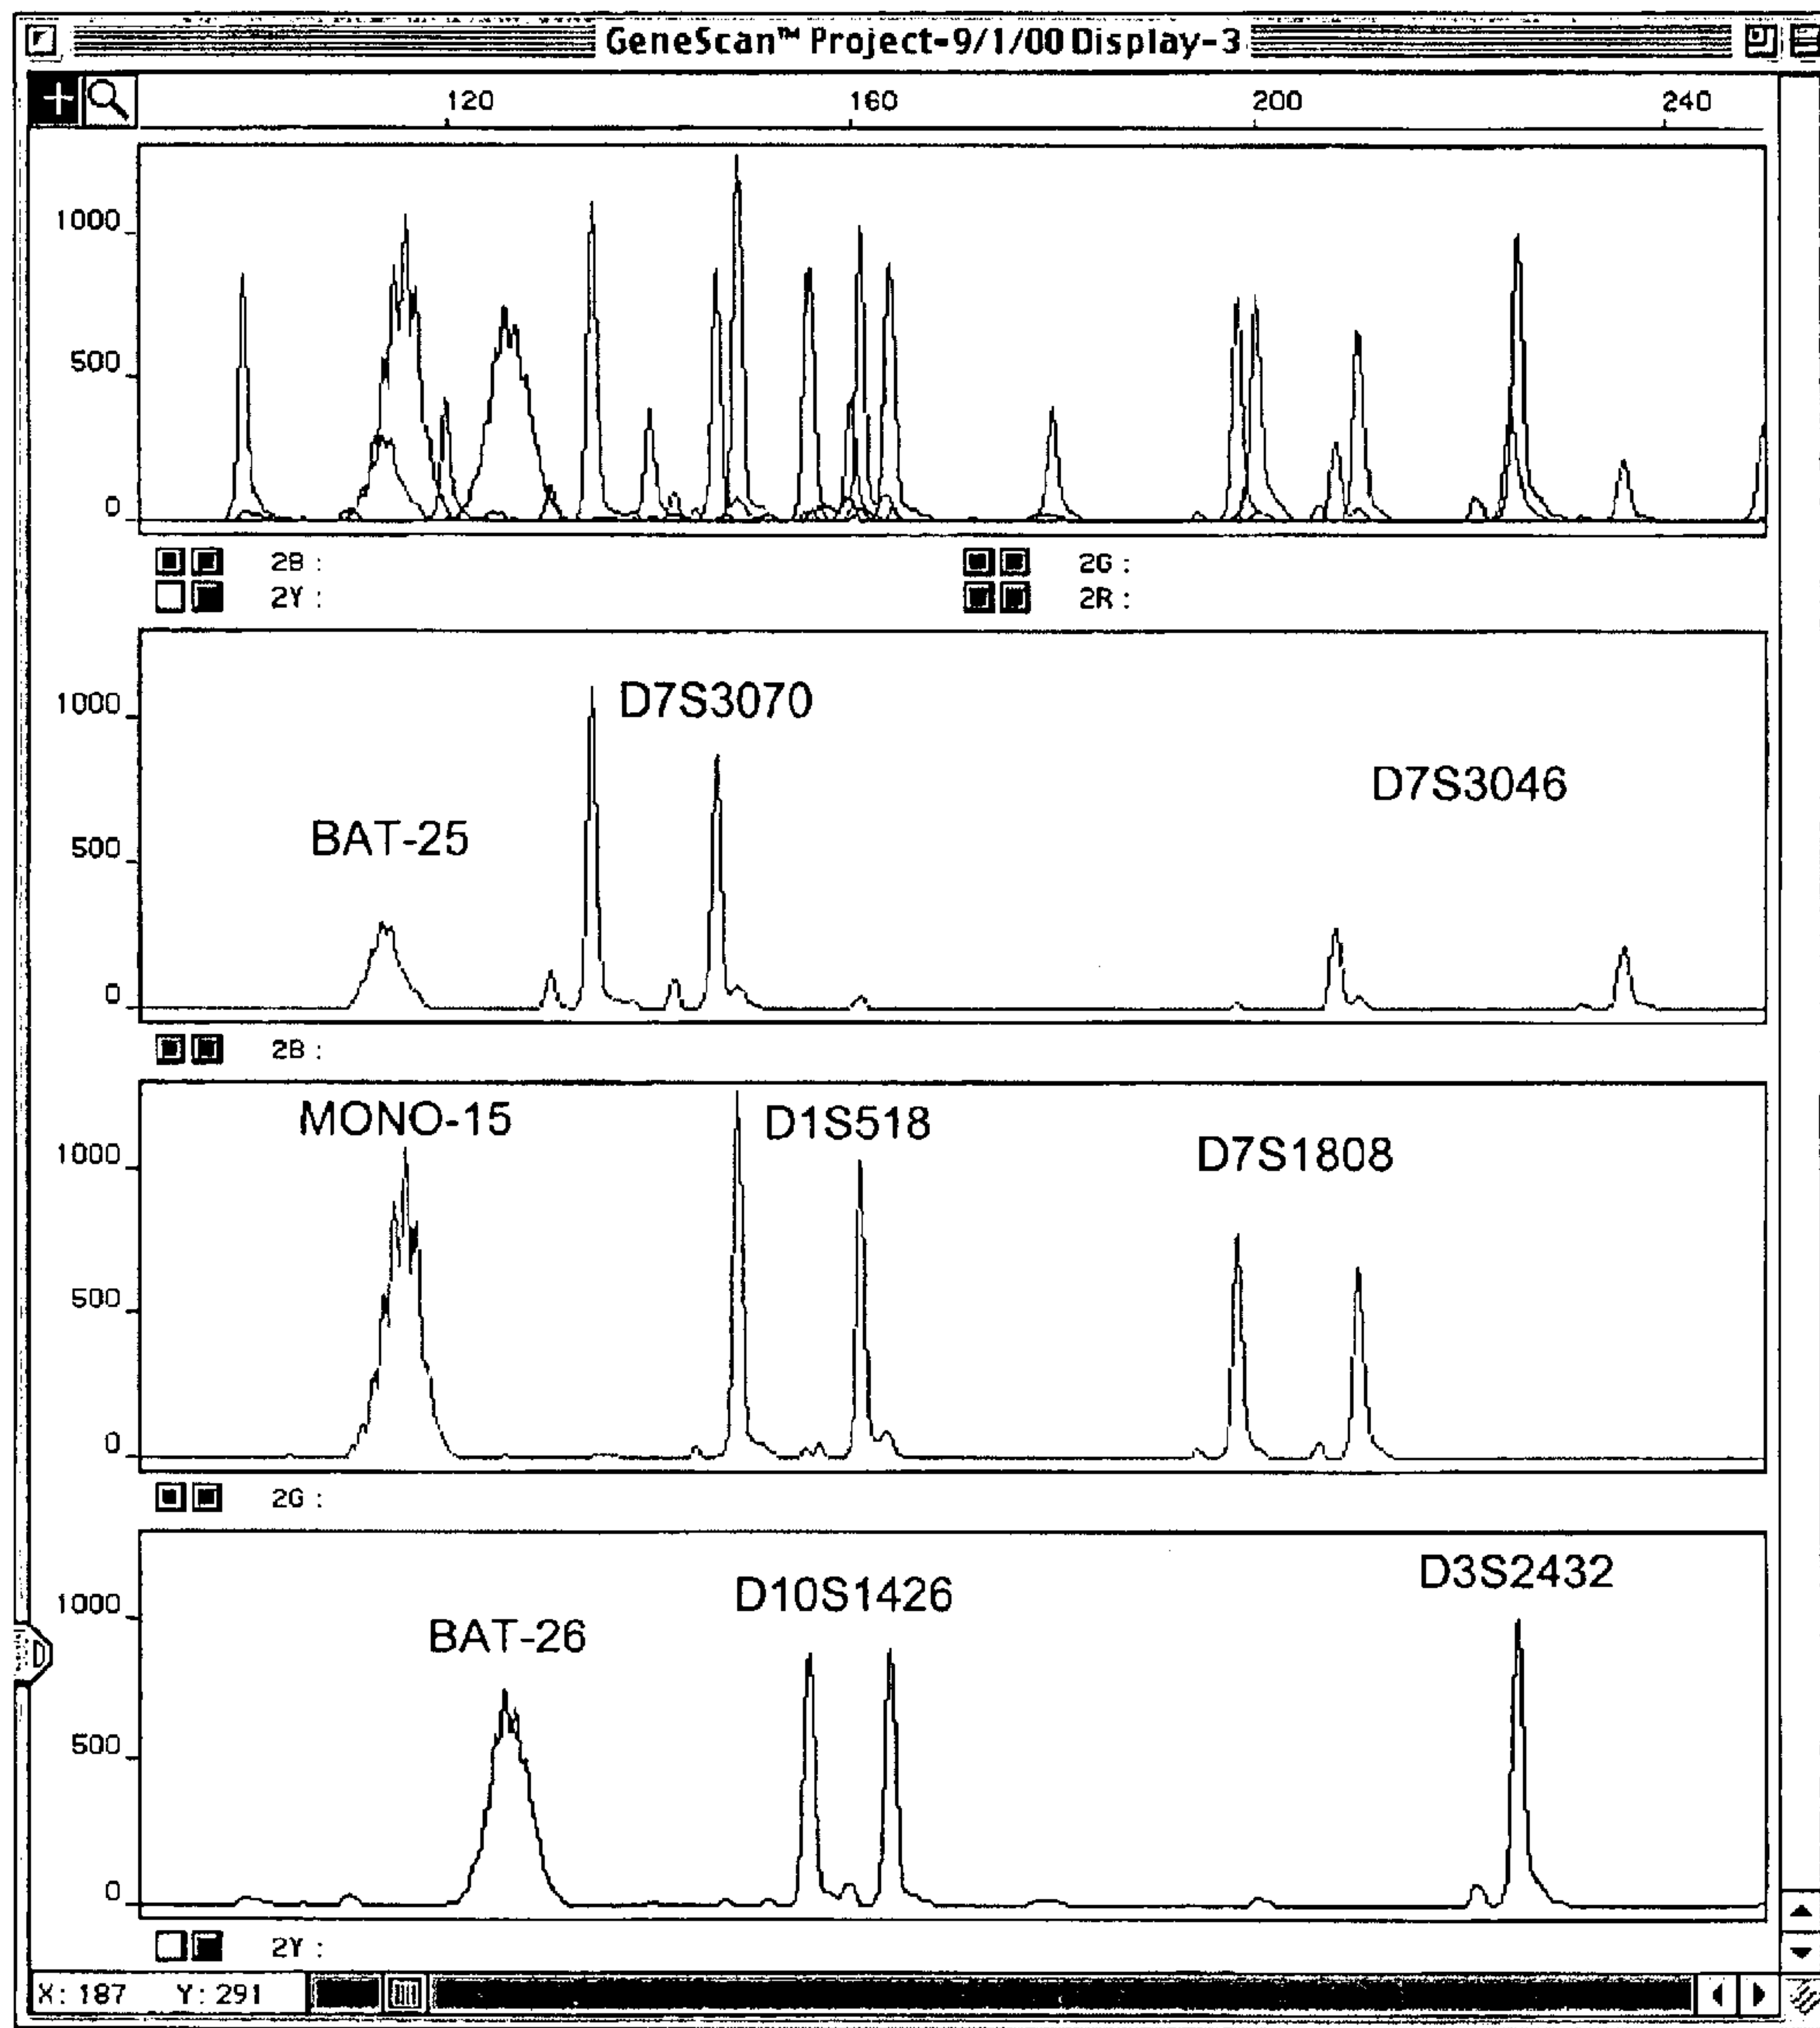 GeneScan™ Project-9/1/00 Display-3
120 160 200 240
1000
500
0
2B : 2G :
2Y : 2R :
D7S3070
1000
D7S3046
BAT-25
500
0
2B :
MONO-15 D1S518
D7S1808
1000
500
0
2G :
D3S2432
D10S1426
1000
BAT-26
500
0
2Y :
X: 187 Y: 291